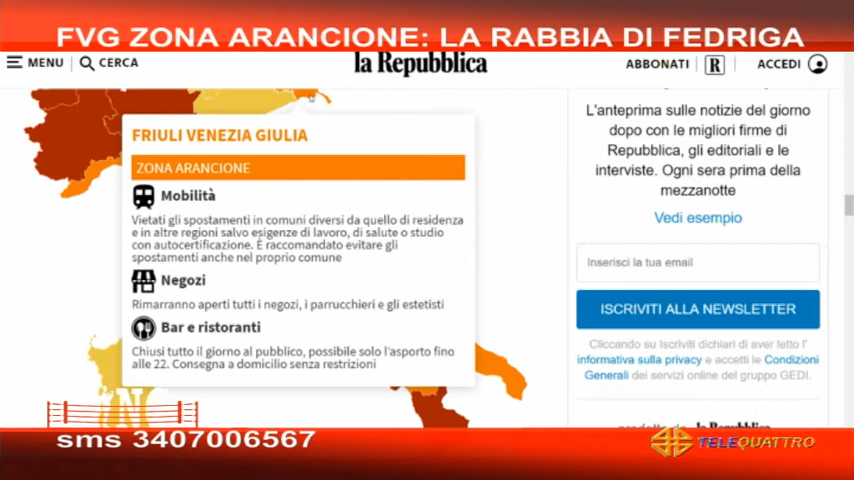 FVG ZONA ARANCIONE: LA RABBIA DI FEDRIGA
MENU
CERCA
la Repubblica
ABBONATI
R
ACCEDI
FRIULI VENEZIA GIULIA
ZONA ARANCIONE
Mobilità
Vietati gli spostamenti in comuni diversi da quello di residenza
e in altre regioni salvo esigenze di lavoro, di salute o studio
con autocertificazione. È raccomandato evitare gli
spostamenti anche nel proprio comune
Negozi
Rimarranno aperti tutti i negozi, i parrucchieri e gli estetisti
Bar e ristoranti
Chiusi tutto il giorno al pubblico, possibile solo l'asporto fino
alle 22. Consegna a domicilio senza restrizioni
L'anteprima sulle notizie del giorno
dopo con le migliori firme di
Repubblica, gli editoriali e le
interviste. Ogni sera prima della
mezzanotte
Vedi esempio
Inserisci la tua email
ISCRIVITI ALLA NEWSLETTER
Cliccando su Iscriviti dichiari di aver letto l'
informativa sulla privacy e accetti le Condizioni
Generali dei servizi online del gruppo GEDI.
la Repubblica
sms 3407006567
TELEQUATTRO